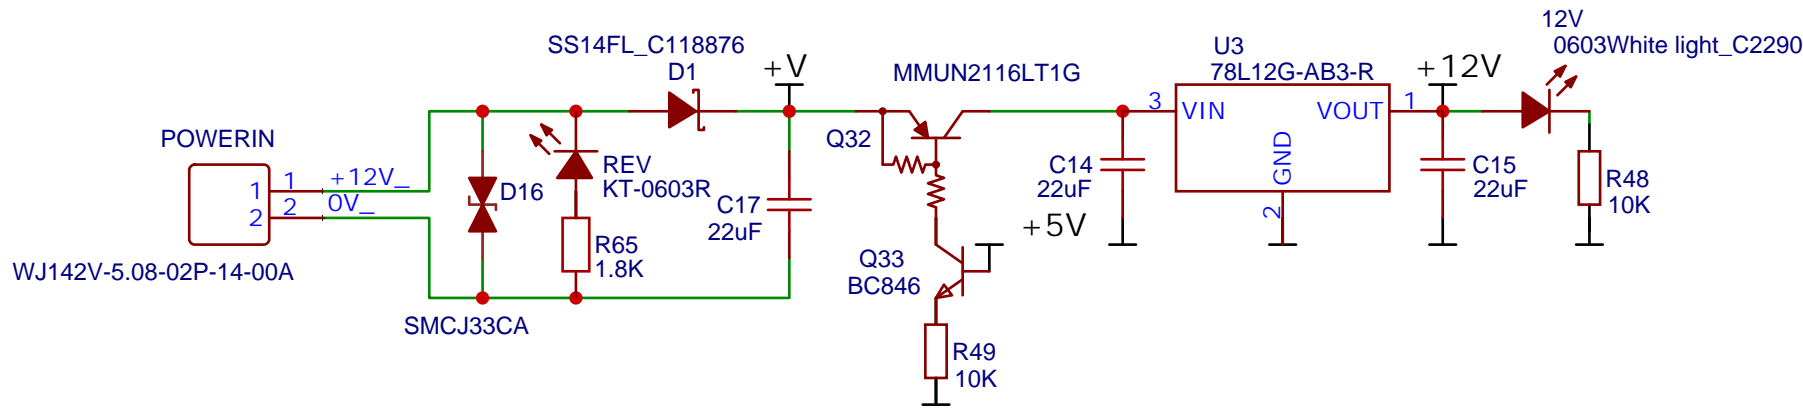 POWERIN
1
2
1
2
+12V_
0V_
WJ142V-5.08-02P-14-00A
D16
SMCJ33CA
REV
KT-0603R
R65
1.8K
SS14FL_C118876
D1
+V
C17
22uF
MMUN2116LT1G
Q32
+5V
Q33
BC846
R49
10K
C14
22uF
U3
78L12G-AB3-R
3
VIN
VOUT
1
GND
2
+12V
C15
22uF
12V
0603White light_C2290
R48
10K